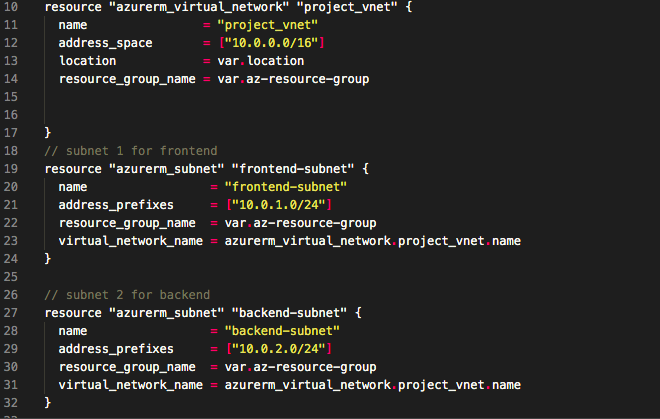 10 resource "azurerm_virtual_network" "project_vnet" {
11   name                = "project_vnet"
12   address_space       = ["10.0.0.0/16"]
13   location            = var.location
14   resource_group_name = var.az-resource-group
15
16
17 }
18 // subnet 1 for frontend
19 resource "azurerm_subnet" "frontend-subnet" {
20   name                 = "frontend-subnet"
21   address_prefixes     = ["10.0.1.0/24"]
22   resource_group_name  = var.az-resource-group
23   virtual_network_name = azurerm_virtual_network.project_vnet.name
24 }
25
26 // subnet 2 for backend
27 resource "azurerm_subnet" "backend-subnet" {
28   name                 = "backend-subnet"
29   address_prefixes     = ["10.0.2.0/24"]
30   resource_group_name  = var.az-resource-group
31   virtual_network_name = azurerm_virtual_network.project_vnet.name
32 }